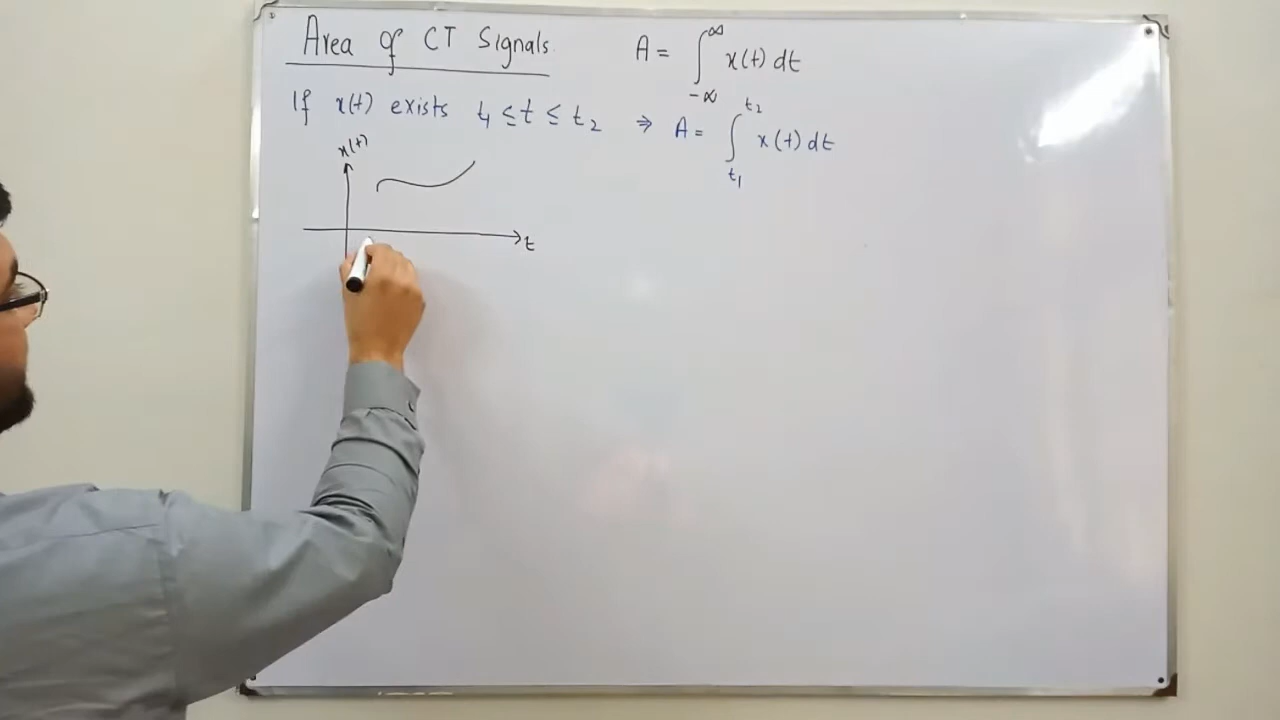 Area of CT Signals.
A = ∫_{-∞}^{∞} x(t) dt
If x(t) exists t₁ ≤ t ≤ t₂ ⇒ A = ∫_{t₁}^{t₂} x(t) dt
x(t)
t